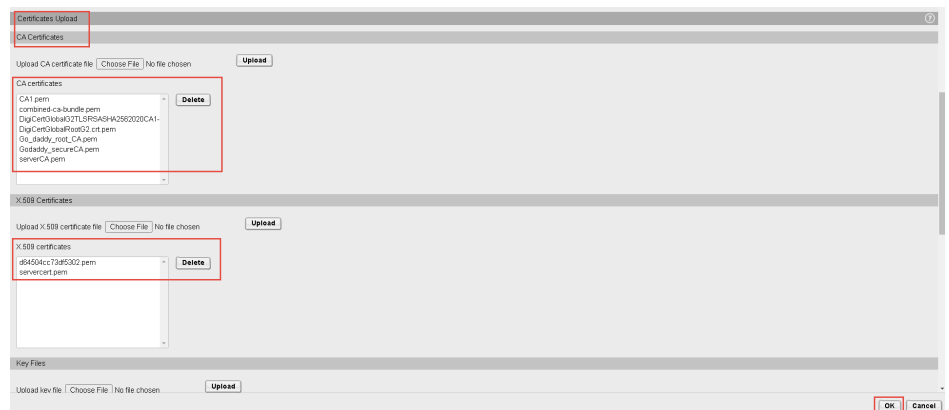 Certificates Upload
?
CA Certificates
Upload CA certificate file Choose File No file chosen Upload
CA certificates
CA1.pem
Delete
combined-ca-bundle.pem
DigiCertGlobalG2TLSRSASHA2562020CA1-
DigiCertGlobalRootG2.crt.pem
Go_daddy_root_CA.pem
Godaddy_secureCA.pem
serverCA.pem
X.509 Certificates
Upload X.509 certificate file Choose File No file chosen Upload
X.509 certificates
d64504cc73df5302.pem
Delete
servercert.pem
Key Files
Upload key file Choose File No file chosen Upload
OK Cancel